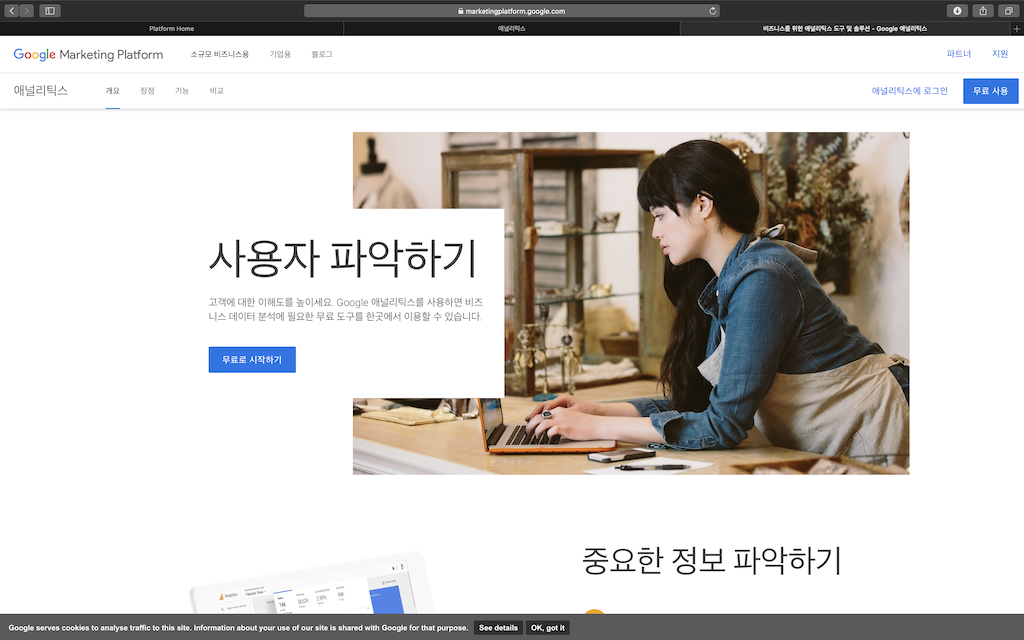 marketingplatform.google.com
Platform Home
애널리틱스
비즈니스를 위한 애널리틱스 도구 및 솔루션 – Google 애널리틱스
Google Marketing Platform
소규모 비즈니스용
기업용
블로그
파트너
지원
애널리틱스
개요
장점
기능
비교
애널리틱스에 로그인
무료 사용
사용자 파악하기
고객에 대한 이해도를 높이세요. Google 애널리틱스를 사용하면 비즈
니스 데이터 분석에 필요한 무료 도구를 한곳에서 이용할 수 있습니다.
무료로 시작하기
중요한 정보 파악하기
Analytics
Google serves cookies to analyse traffic to this site. Information about your use of our site is shared with Google for that purpose.
See details
OK, got it